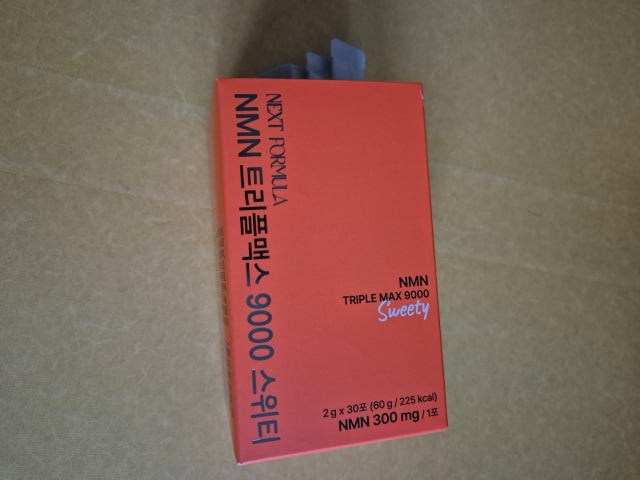 NEXT FORMULA
NMN 트리플맥스 9000 스위티
NMN
TRIPLE MAX 9000
Sweety
2 g x 30포 (60 g / 225 kcal)
NMN 300 mg / 1포